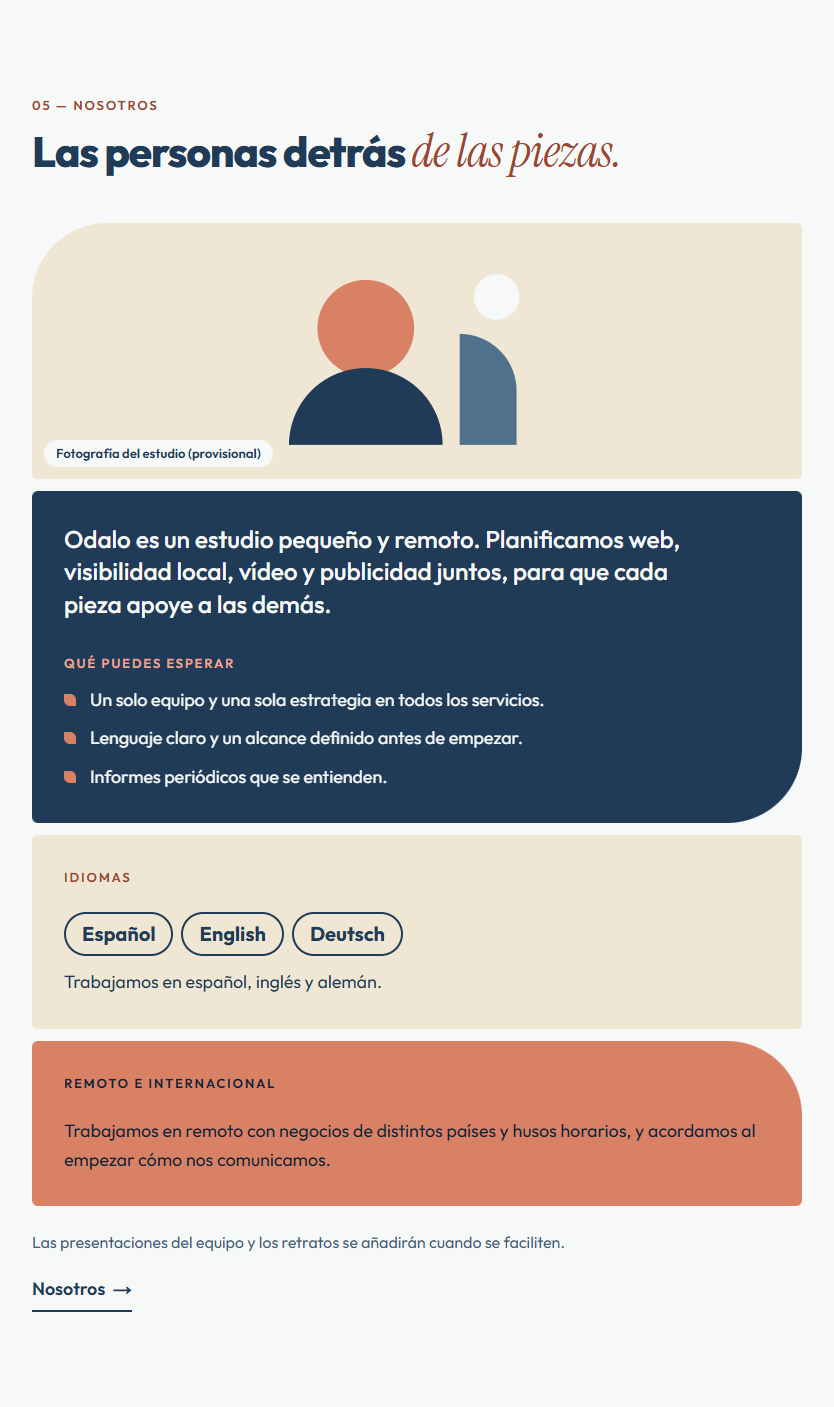 05 — NOSOTROS
Las personas detrás de las piezas.
Fotografía del estudio (provisional)
Odalo es un estudio pequeño y remoto. Planificamos web,
visibilidad local, vídeo y publicidad juntos, para que cada
pieza apoye a las demás.
QUÉ PUEDES ESPERAR
Un solo equipo y una sola estrategia en todos los servicios.
Lenguaje claro y un alcance definido antes de empezar.
Informes periódicos que se entienden.
IDIOMAS
Español English Deutsch
Trabajamos en español, inglés y alemán.
REMOTO E INTERNACIONAL
Trabajamos en remoto con negocios de distintos países y husos horarios, y acordamos al
empezar cómo nos comunicamos.
Las presentaciones del equipo y los retratos se añadirán cuando se faciliten.
Nosotros →